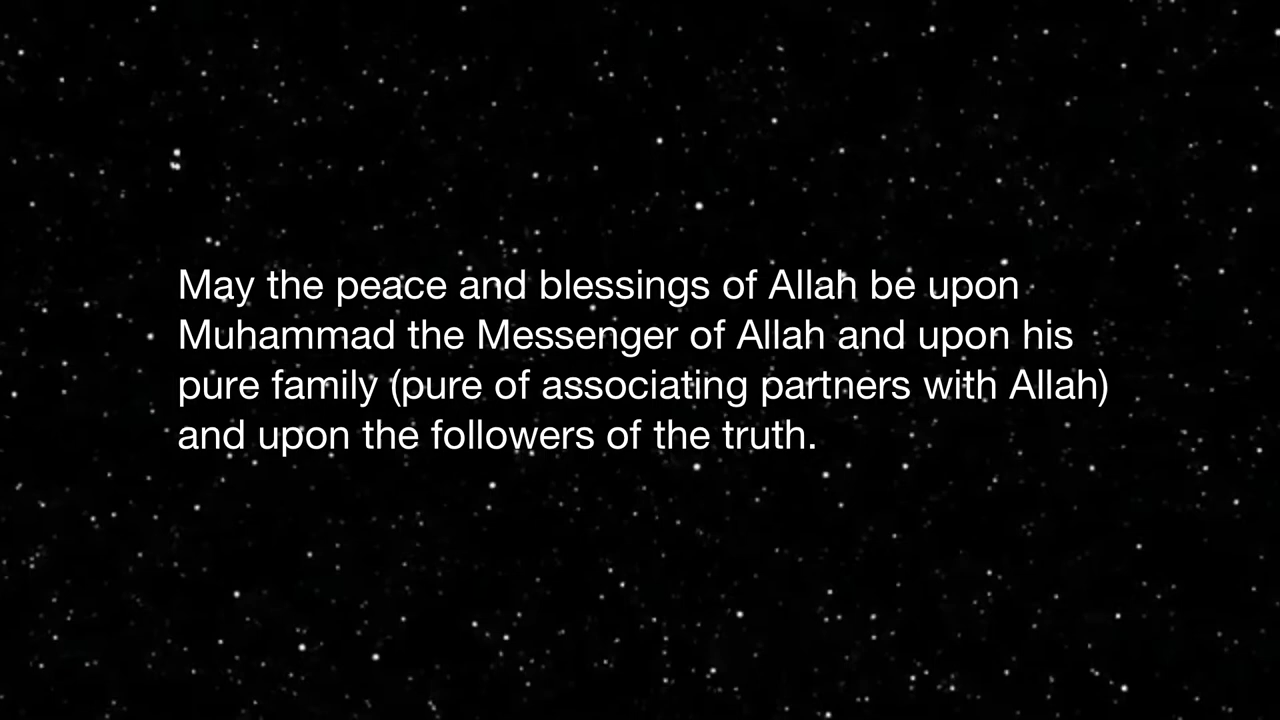 May the peace and blessings of Allah be upon
Muhammad the Messenger of Allah and upon his
pure family (pure of associating partners with Allah)
and upon the followers of the truth.